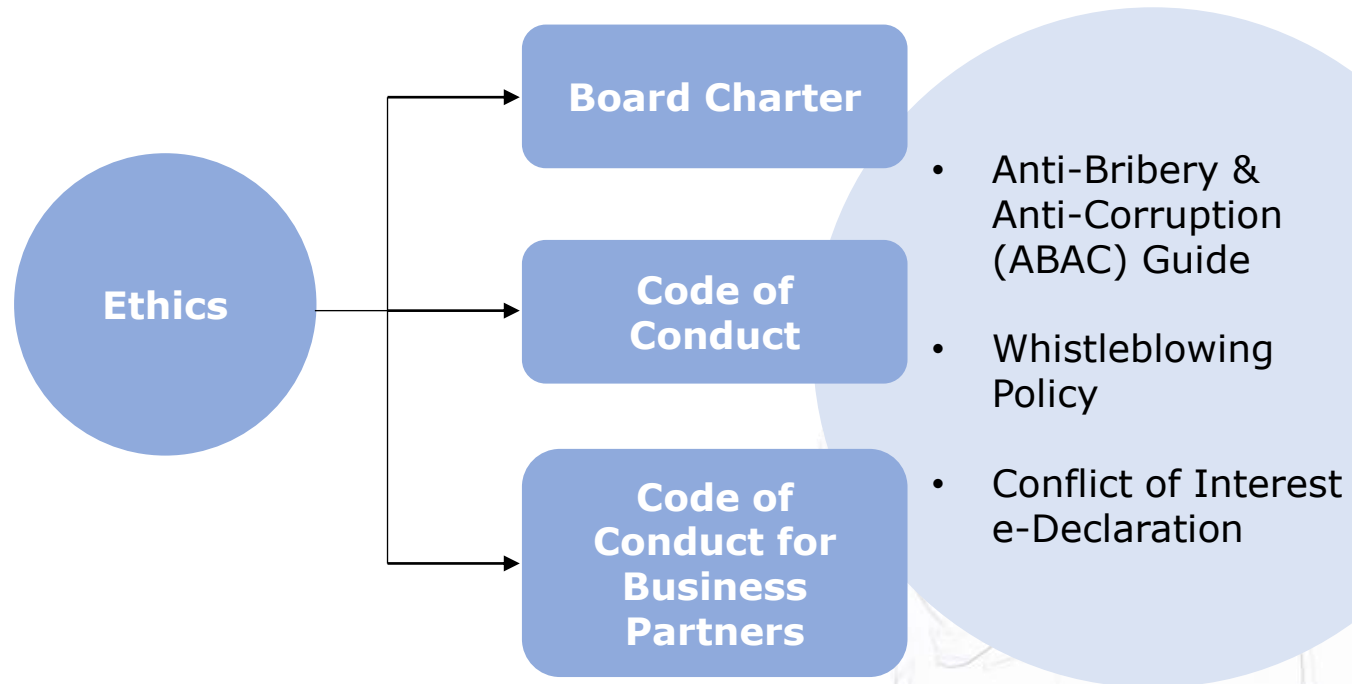 Ethics
Board Charter
Code of
Conduct
Code of
Conduct for
Business
Partners
• Anti-Bribery &
Anti-Corruption
(ABAC) Guide
• Whistleblowing
Policy
• Conflict of Interest
e-Declaration